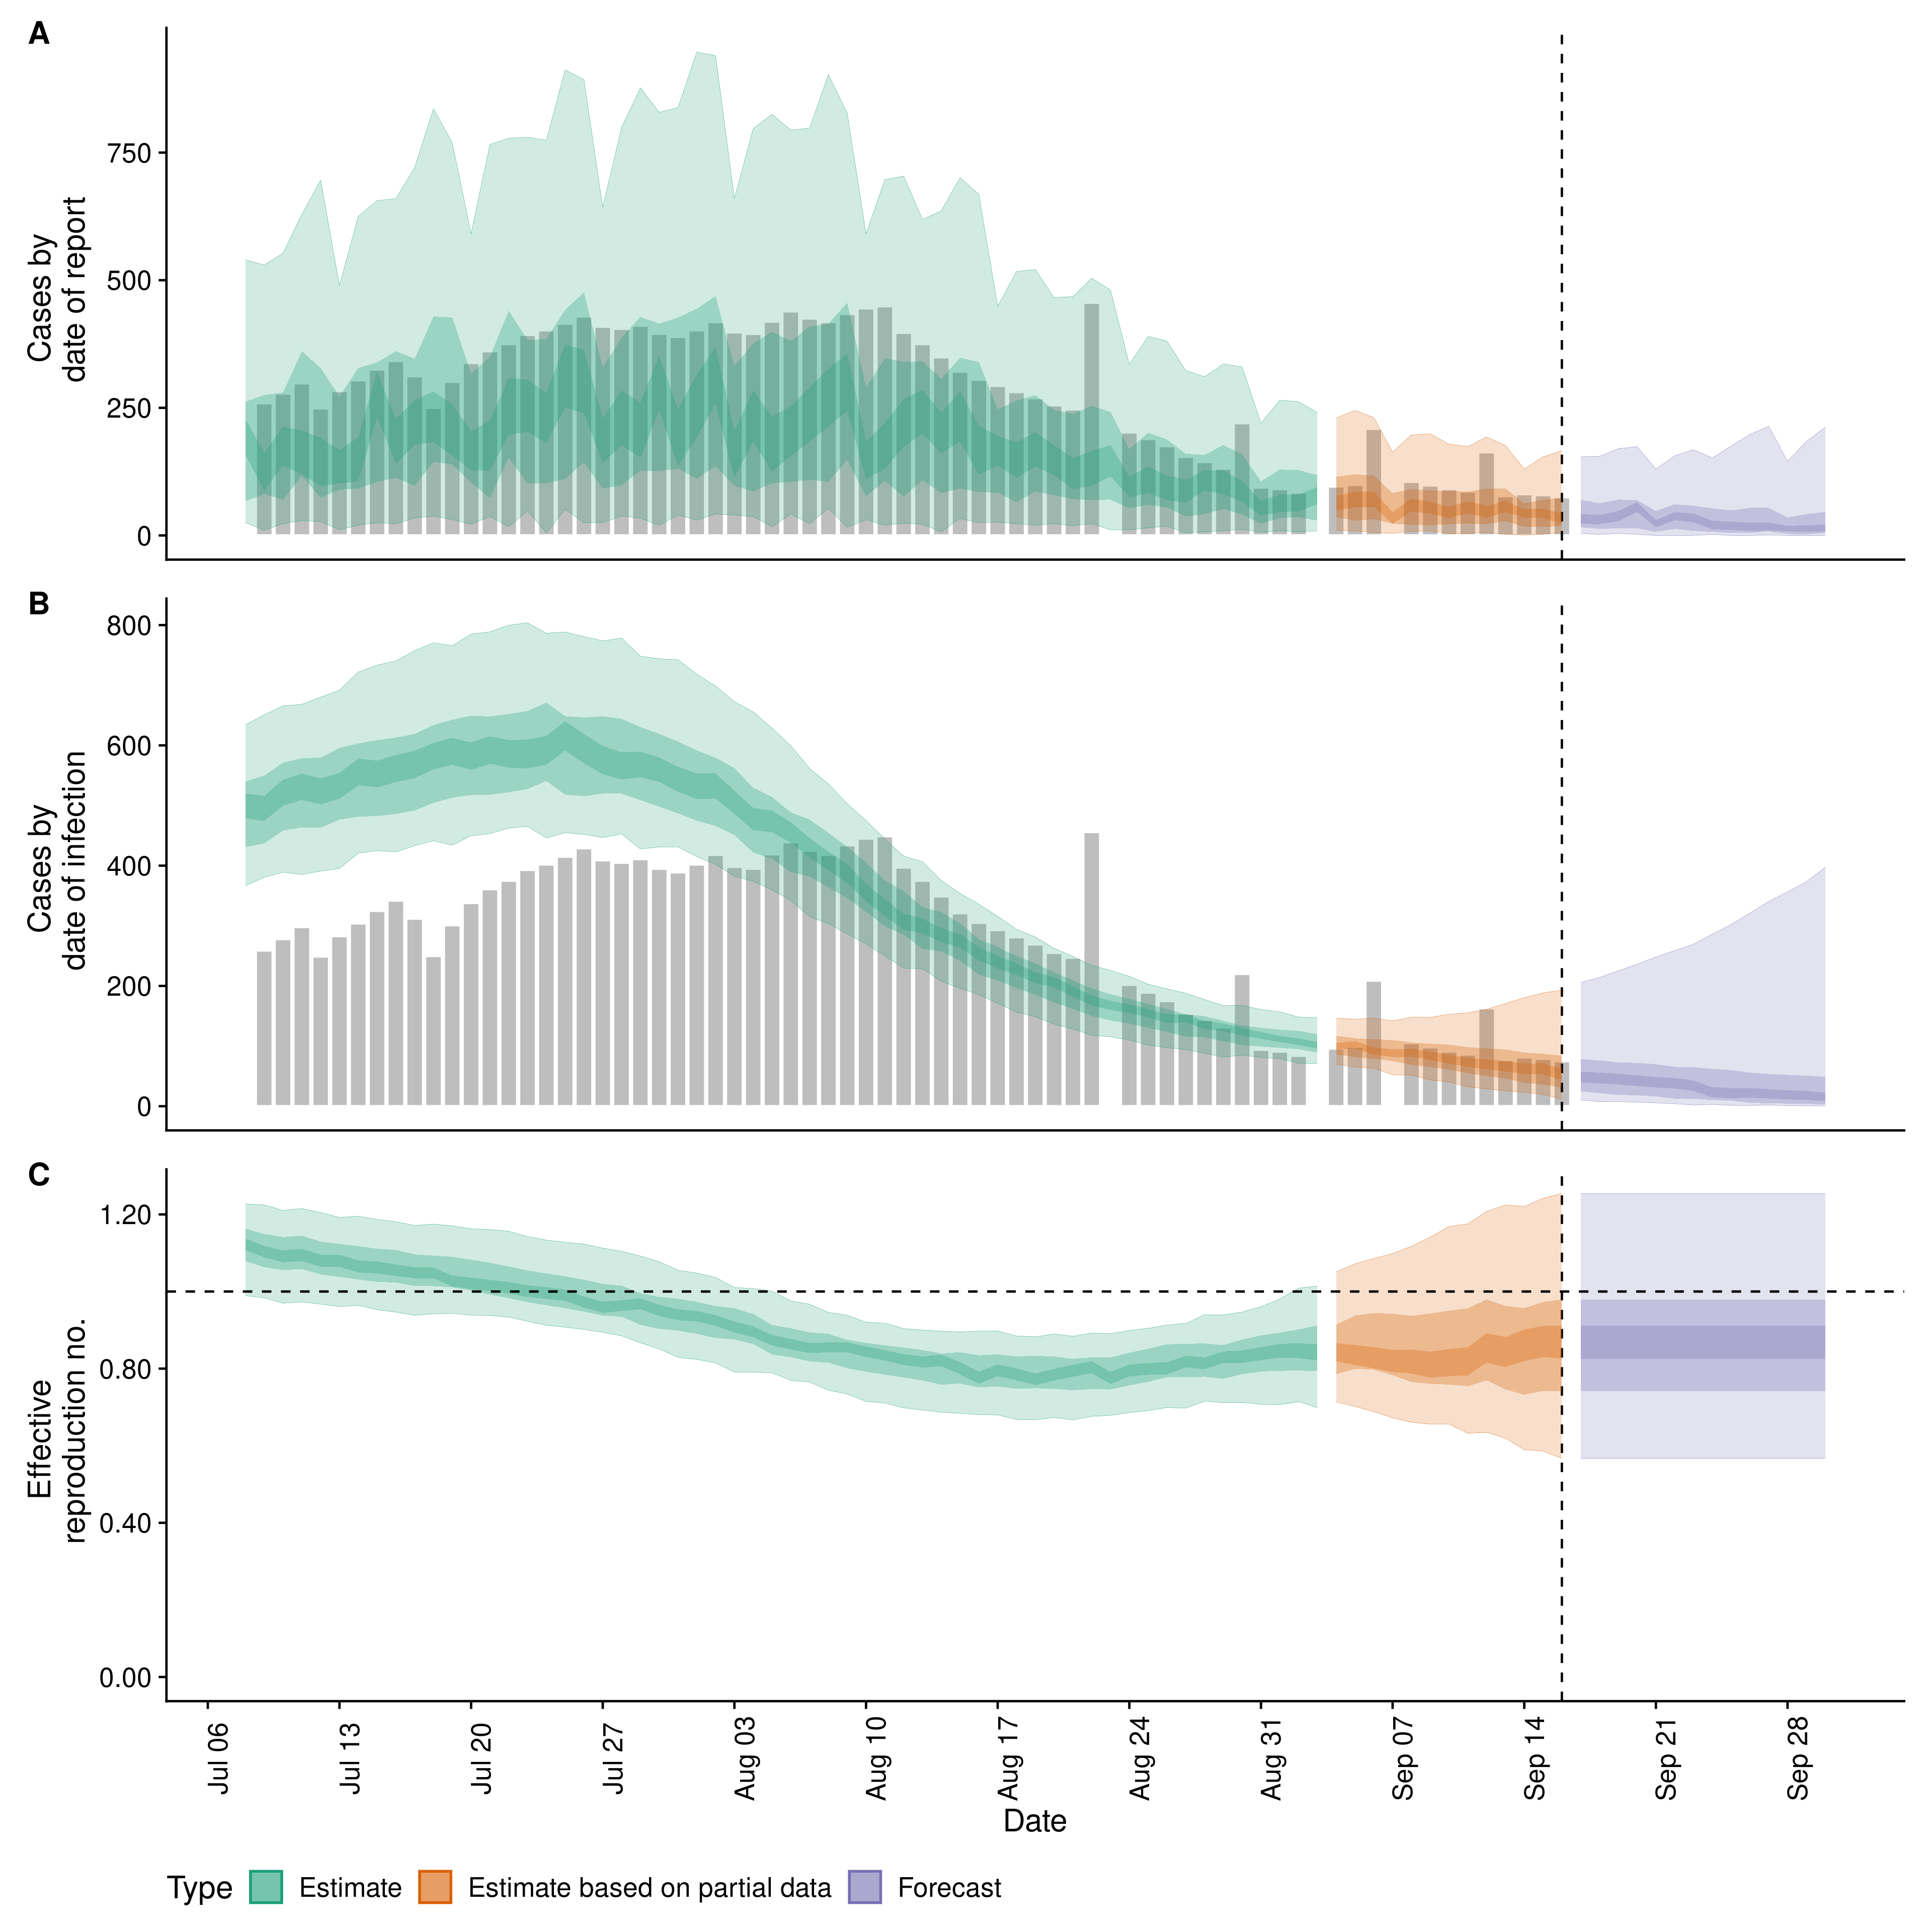 A
Cases by
date of report
750
500
250
0
B
Cases by
date of infection
800
600
400
200
0
C
Effective
reproduction no.
1.20
0.80
0.40
0.00
Jul 06
Jul 13
Jul 20
Jul 27
Aug 03
Aug 10
Aug 17
Aug 24
Aug 31
Sep 07
Sep 14
Sep 21
Sep 28
Date
Type Estimate Estimate based on partial data Forecast